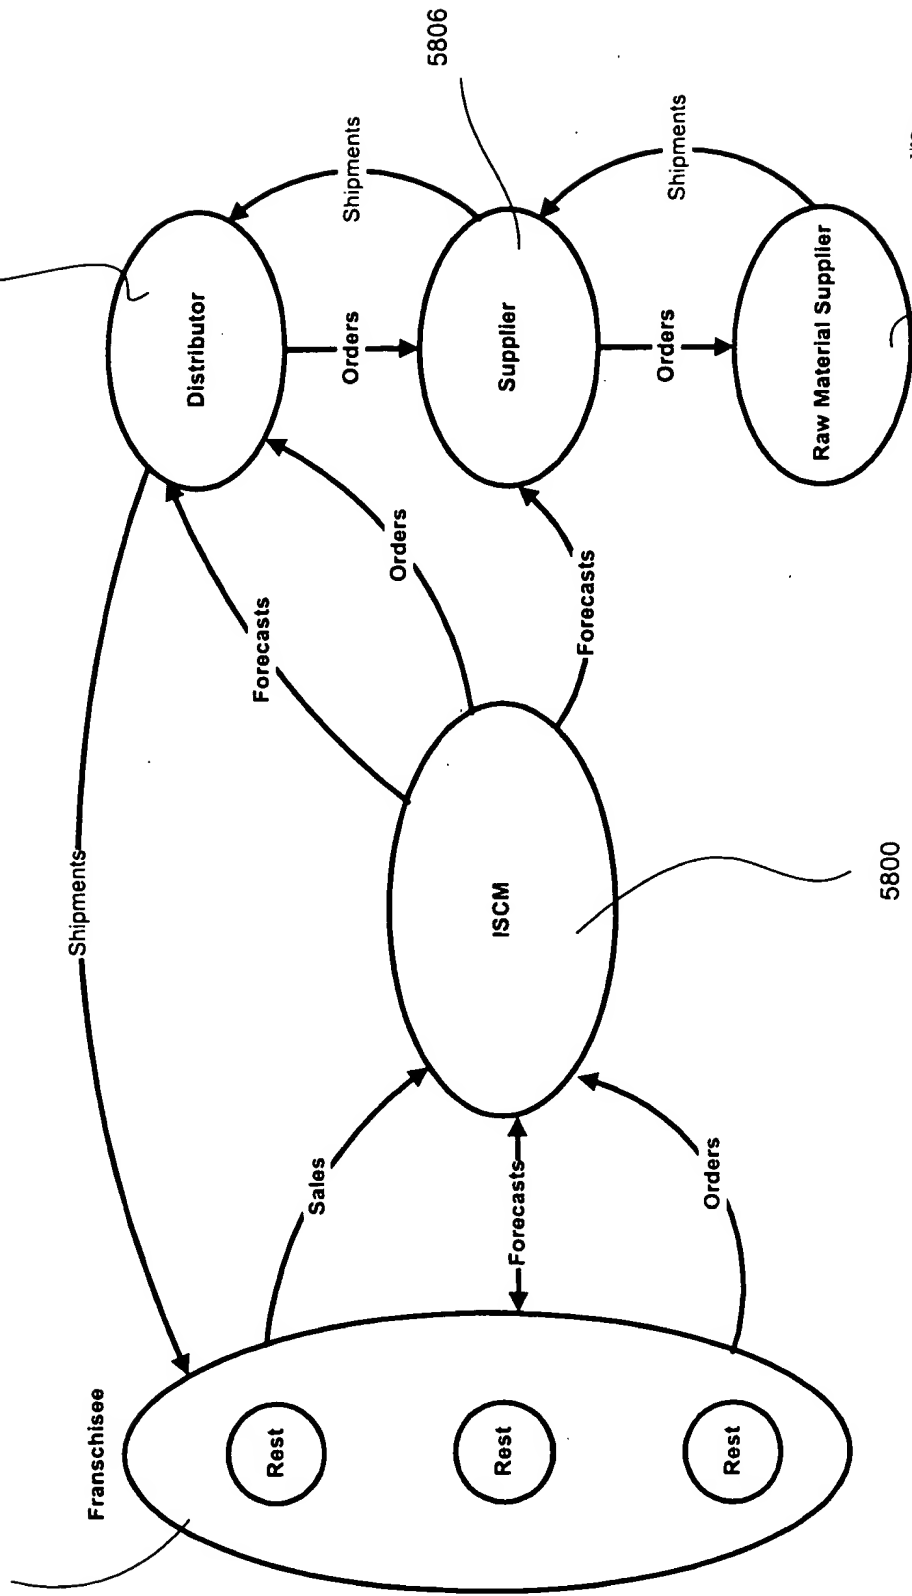 Shipments
Franschisee
Distributor
Forecasts
Rest
Sales
Orders
Shipments
Orders
5806
Rest
Forecasts
ISCM
Supplier
Forecasts
Orders
Shipments
Rest
Orders
Raw Material Supplier
5800